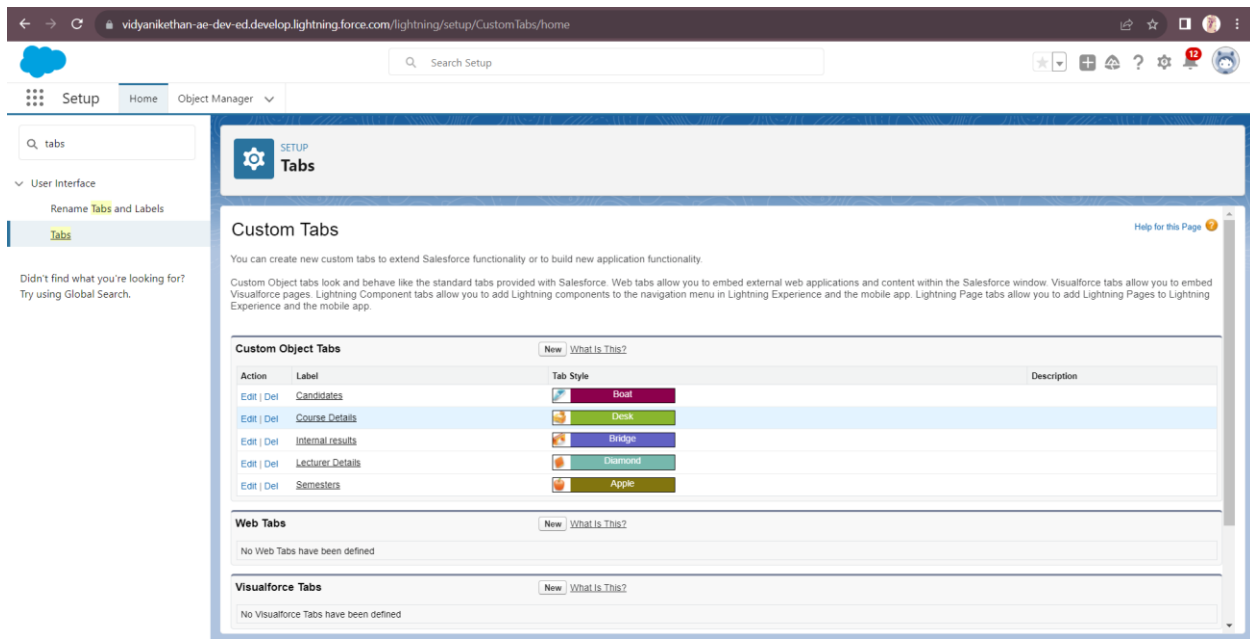 vidyanikethan-ae-dev-ed.develop.lightning.force.com/lightning/setup/CustomTabs/home
Search Setup
12
Setup
Home
Object Manager
tabs
User Interface
Rename Tabs and Labels
Tabs
Didn't find what you're looking for?
Try using Global Search.
SETUP
Tabs
Custom Tabs
Help for this Page
You can create new custom tabs to extend Salesforce functionality or to build new application functionality.
Custom Object tabs look and behave like the standard tabs provided with Salesforce. Web tabs allow you to embed external web applications and content within the Salesforce window. Visualforce tabs allow you to embed
Visualforce pages. Lightning Component tabs allow you to add Lightning components to the navigation menu in Lightning Experience and the mobile app. Lightning Page tabs allow you to add Lightning Pages to Lightning
Experience and the mobile app.
Custom Object Tabs New What Is This?
Action Label Tab Style Description
Edit | Del Candidates Boat
Edit | Del Course Details Desk
Edit | Del Internal results Bridge
Edit | Del Lecturer Details Diamond
Edit | Del Semesters Apple
Web Tabs New What Is This?
No Web Tabs have been defined
Visualforce Tabs New What Is This?
No Visualforce Tabs have been defined